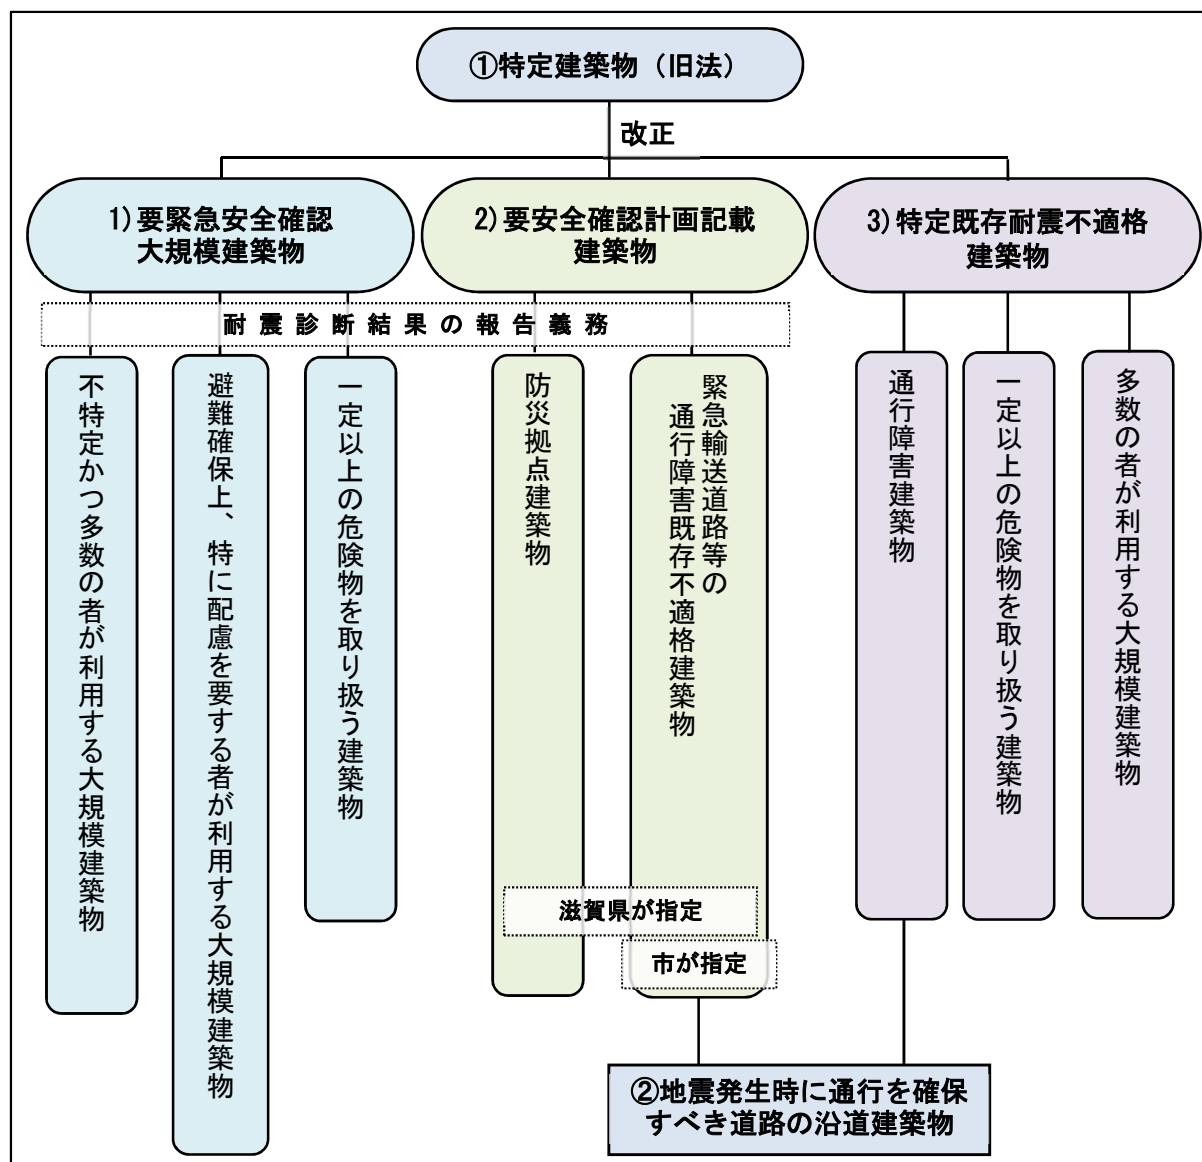 ①特定建築物（旧法）
改正
1)要緊急安全確認
大規模建築物
2)要安全確認計画記載
建築物
3)特定既存耐震不適格
建築物
耐震診断結果の報告義務
不特定かつ多数の者が利用する大規模建築物
避難確保上、特に配慮を要する者が利用する大規模建築物
一定以上の危険物を取り扱う建築物
防災拠点建築物
緊急輸送道路等の
通行障害既存不適格建築物
通行障害建築物
一定以上の危険物を取り扱う建築物
多数の者が利用する大規模建築物
滋賀県が指定
市が指定
②地震発生時に通行を確保
すべき道路の沿道建築物